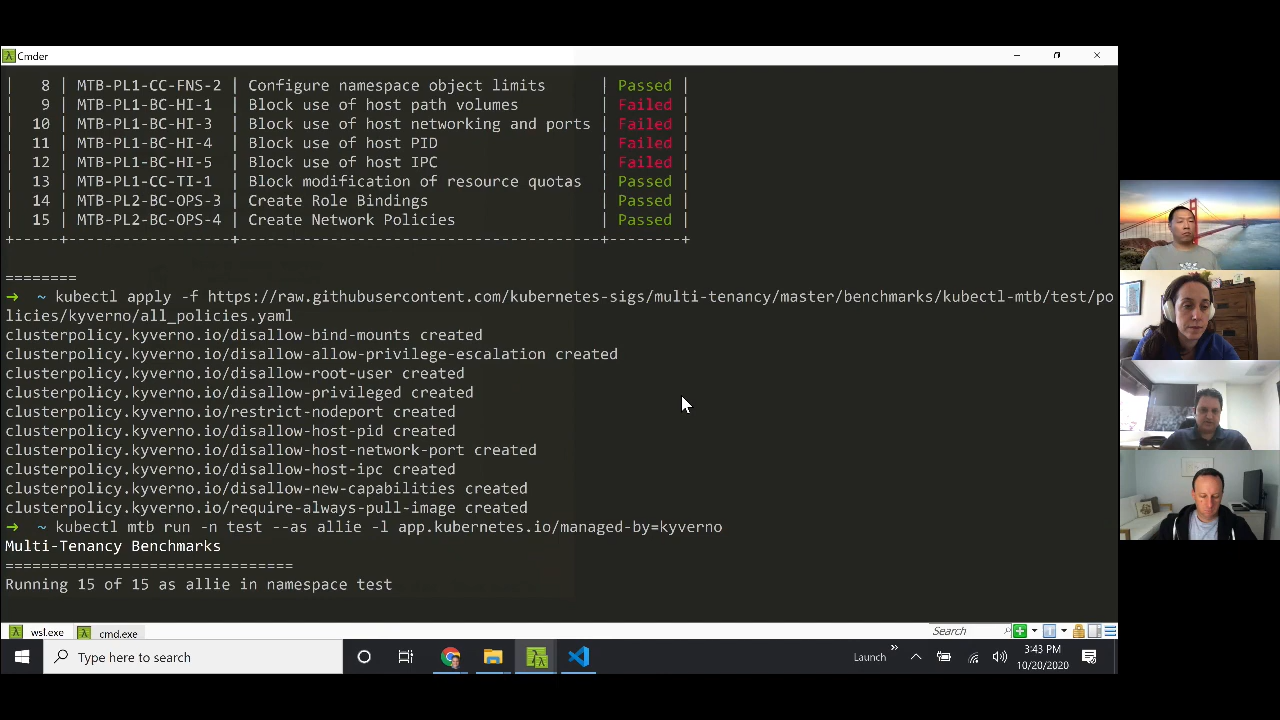 Cmder
| 8 | MTB-PL1-CC-FNS-2 | Configure namespace object limits | Passed |
| 9 | MTB-PL1-BC-HI-1 | Block use of host path volumes | Failed |
| 10 | MTB-PL1-BC-HI-3 | Block use of host networking and ports | Failed |
| 11 | MTB-PL1-BC-HI-4 | Block use of host PID | Failed |
| 12 | MTB-PL1-BC-HI-5 | Block use of host IPC | Failed |
| 13 | MTB-PL1-CC-TI-1 | Block modification of resource quotas | Passed |
| 14 | MTB-PL2-BC-OPS-3 | Create Role Bindings | Passed |
| 15 | MTB-PL2-BC-OPS-4 | Create Network Policies | Passed |
+-----+------------------+----------------------------------------+--------+
========
→ ~ kubectl apply -f https://raw.githubusercontent.com/kubernetes-sigs/multi-tenancy/master/benchmarks/kubectl-mtb/test/po
licies/kyverno/all_policies.yaml
clusterpolicy.kyverno.io/disallow-bind-mounts created
clusterpolicy.kyverno.io/disallow-allow-privilege-escalation created
clusterpolicy.kyverno.io/disallow-root-user created
clusterpolicy.kyverno.io/disallow-privileged created
clusterpolicy.kyverno.io/restrict-nodeport created
clusterpolicy.kyverno.io/disallow-host-pid created
clusterpolicy.kyverno.io/disallow-host-network-port created
clusterpolicy.kyverno.io/disallow-host-ipc created
clusterpolicy.kyverno.io/disallow-new-capabilities created
clusterpolicy.kyverno.io/require-always-pull-image created
→ ~ kubectl mtb run -n test --as allie -l app.kubernetes.io/managed-by=kyverno
Multi-Tenancy Benchmarks
================================
Running 15 of 15 as allie in namespace test
wsl.exe cmd.exe Search
Type here to search Launch 3:43 PM
10/20/2020